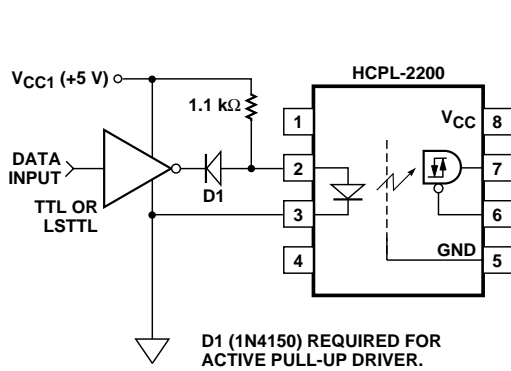 HCPL-2200
VCC1 (+5 V)
1.1 kΩ
1
VCC
8
DATA
INPUT
2
7
D1
TTL OR
LSTTL
3
6
4
GND
5
D1 (1N4150) REQUIRED FOR
ACTIVE PULL-UP DRIVER.